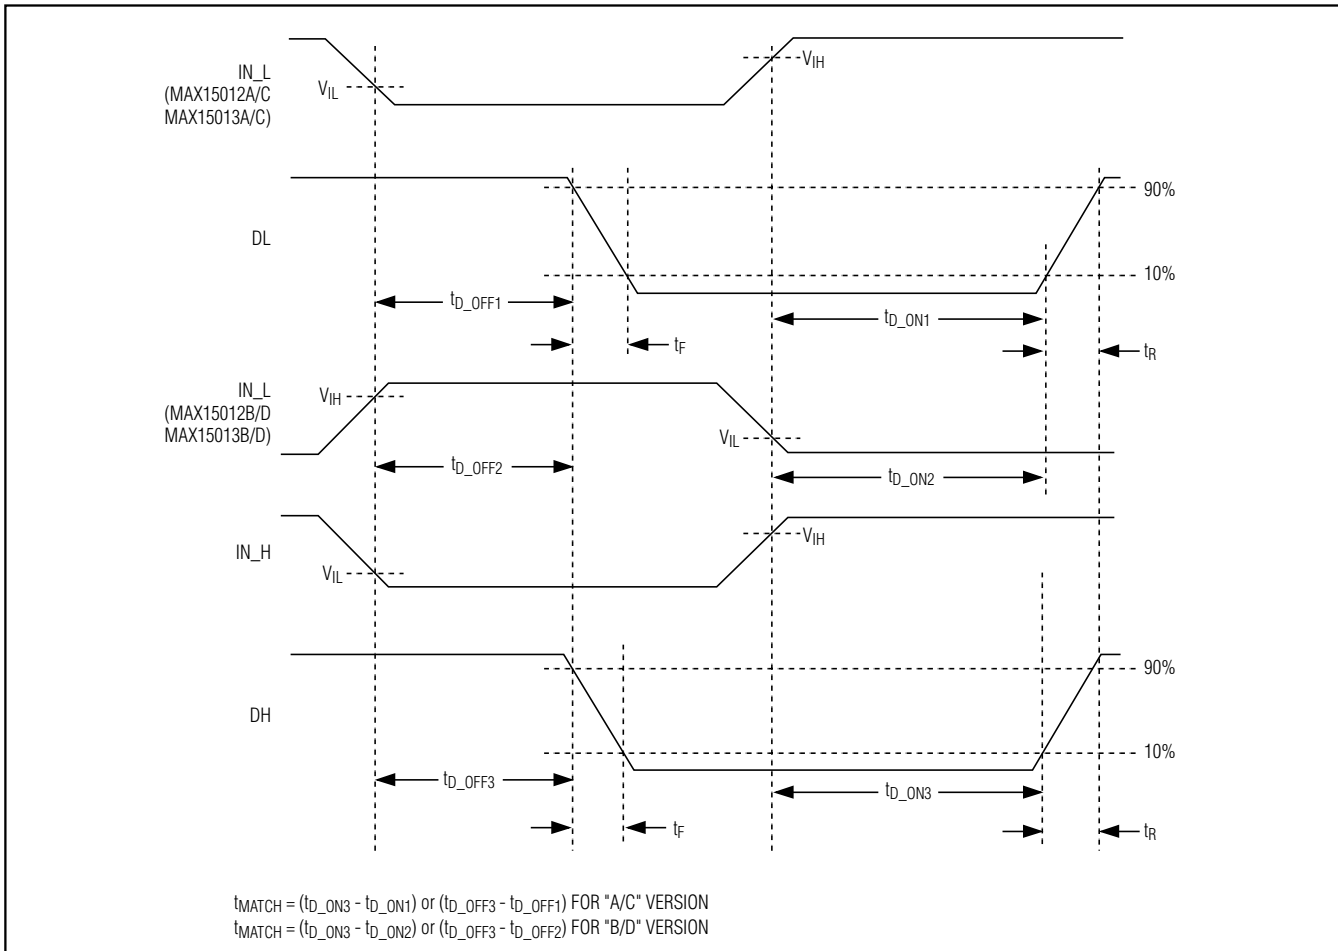 IN_L
(MAX15012A/C
MAX15013A/C)
VIL
VIH
DL
90%
10%
tD_OFF1
tD_ON1
tF
tR
IN_L
(MAX15012B/D
MAX15013B/D)
VIH
VIL
tD_OFF2
tD_ON2
IN_H
VIL
VIH
DH
90%
10%
tD_OFF3
tD_ON3
tF
tR
tMATCH = (tD_ON3 - tD_ON1) or (tD_OFF3 - tD_OFF1) FOR "A/C" VERSION
tMATCH = (tD_ON3 - tD_ON2) or (tD_OFF3 - tD_OFF2) FOR "B/D" VERSION